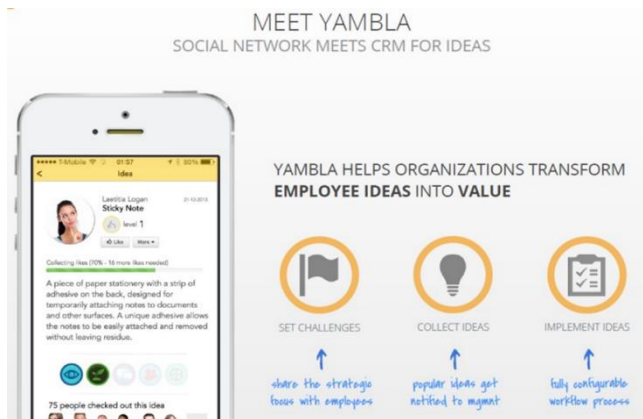 MEET YAMBLA
SOCIAL NETWORK MEETS CRM FOR IDEAS
T-Mobile 01:57 80%
Idea
Laetitia Logan 21-10-2013
Sticky Note
level 1
Like More
Collecting likes (70% - 16 more likes needed)
A piece of paper stationery with a strip of
adhesive on the back, designed for
temporarily attaching notes to documents
and other surfaces. A unique adhesive allows
the notes to be easily attached and removed
without leaving residue.
75 people checked out this idea
YAMBLA HELPS ORGANIZATIONS TRANSFORM
EMPLOYEE IDEAS INTO VALUE
SET CHALLENGES
COLLECT IDEAS
IMPLEMENT IDEAS
share the strategic
focus with employees
popular ideas get
notified to mgmnt
fully configurable
workflow process